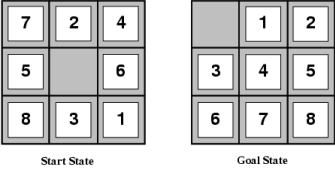 7 2 4
5 6
8 3 1
Start State
1 2
3 4 5
6 7 8
Goal State